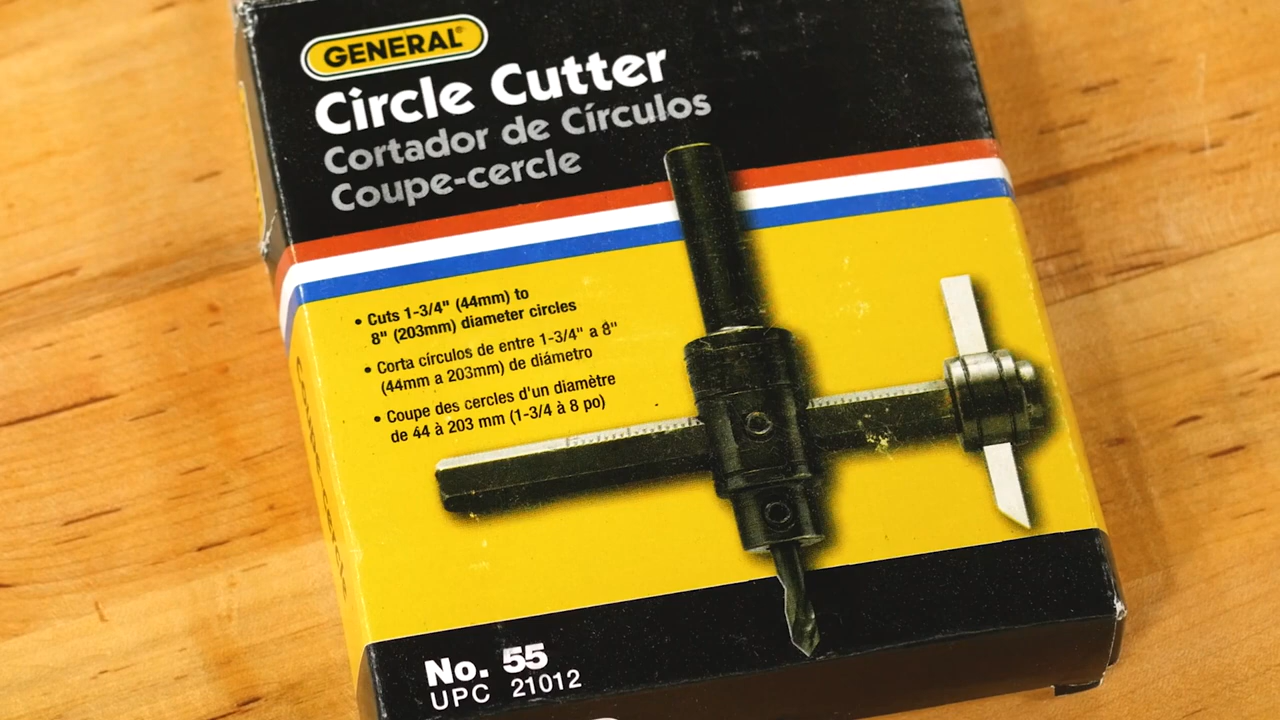 GENERAL®
Circle Cutter
Cortador de Círculos
Coupe-cercle
• Cuts 1-3/4" (44mm) to
8" (203mm) diameter circles
• Corta círculos de entre 1-3/4" a 8"
(44mm a 203mm) de diámetro
• Coupe des cercles d'un diamètre
de 44 à 203 mm (1-3/4 à 8 po)
No. 55
UPC 21012
Coupe-cercle